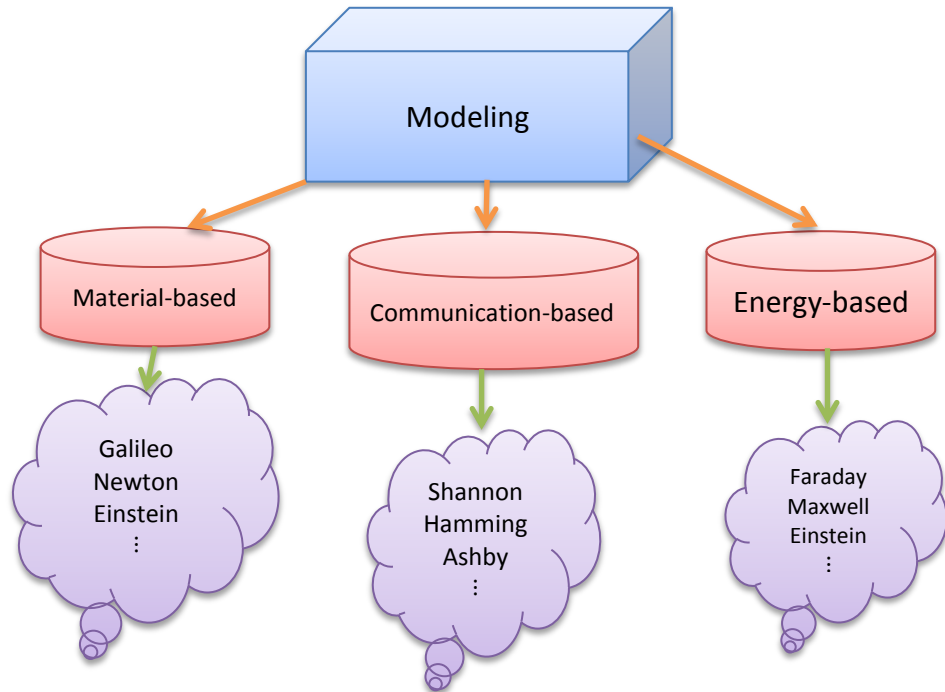 Modeling
Material-based
Communication-based
Energy-based
Galileo
Newton
Einstein
⋮
Shannon
Hamming
Ashby
⋮
Faraday
Maxwell
Einstein
⋮